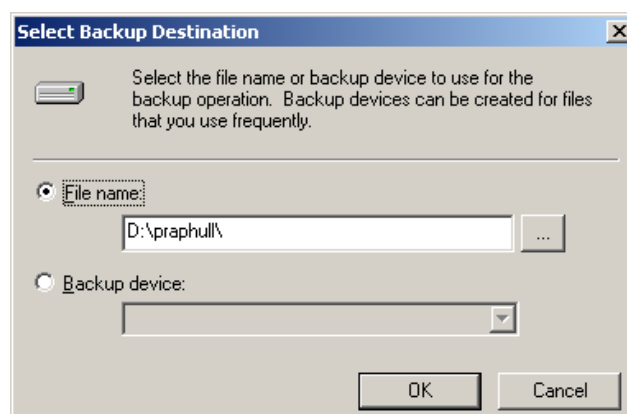 Select Backup Destination
Select the file name or backup device to use for the
backup operation.  Backup devices can be created for files
that you use frequently.
File name:
D:\praphull\
...
Backup device:
OK
Cancel